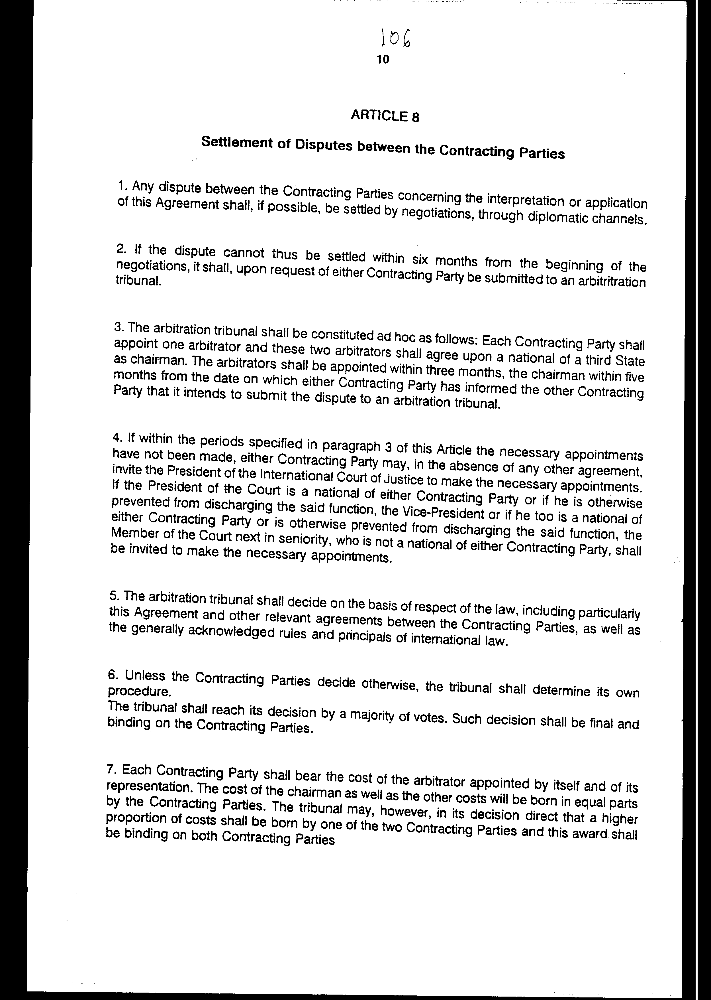 106
10
ARTICLE 8
Settlement of Disputes between the Contracting Parties
1. Any dispute between the Contracting Parties concerning the interpretation or application
of this Agreement shall, if possible, be settled by negotiations, through diplomatic channels.
2. If the dispute cannot thus be settled within six months from the beginning of the
negotiations, it shall, upon request of either Contracting Party be submitted to an arbitritration
tribunal.
3. The arbitration tribunal shall be constituted ad hoc as follows: Each Contracting Party shall
appoint one arbitrator and these two arbitrators shall agree upon a national of a third State
as chairman. The arbitrators shall be appointed within three months, the chairman within five
months from the date on which either Contracting Party has informed the other Contracting
Party that it intends to submit the dispute to an arbitration tribunal.
4. If within the periods specified in paragraph 3 of this Article the necessary appointments
have not been made, either Contracting Party may, in the absence of any other agreement,
invite the President of the International Court of Justice to make the necessary appointments.
If the President of the Court is a national of either Contracting Party or if he is otherwise
prevented from discharging the said function, the Vice-President or if he too is a national of
either Contracting Party or is otherwise prevented from discharging the said function, the
Member of the Court next in seniority, who is not a national of either Contracting Party, shall
be invited to make the necessary appointments.
5. The arbitration tribunal shall decide on the basis of respect of the law, including particularly
this Agreement and other relevant agreements between the Contracting Parties, as well as
the generally acknowledged rules and principals of international law.
6. Unless the Contracting Parties decide otherwise, the tribunal shall determine its own
procedure.
The tribunal shall reach its decision by a majority of votes. Such decision shall be final and
binding on the Contracting Parties.
7. Each Contracting Party shall bear the cost of the arbitrator appointed by itself and of its
representation. The cost of the chairman as well as the other costs will be born in equal parts
by the Contracting Parties. The tribunal may, however, in its decision direct that a higher
proportion of costs shall be born by one of the two Contracting Parties and this award shall
be binding on both Contracting Parties